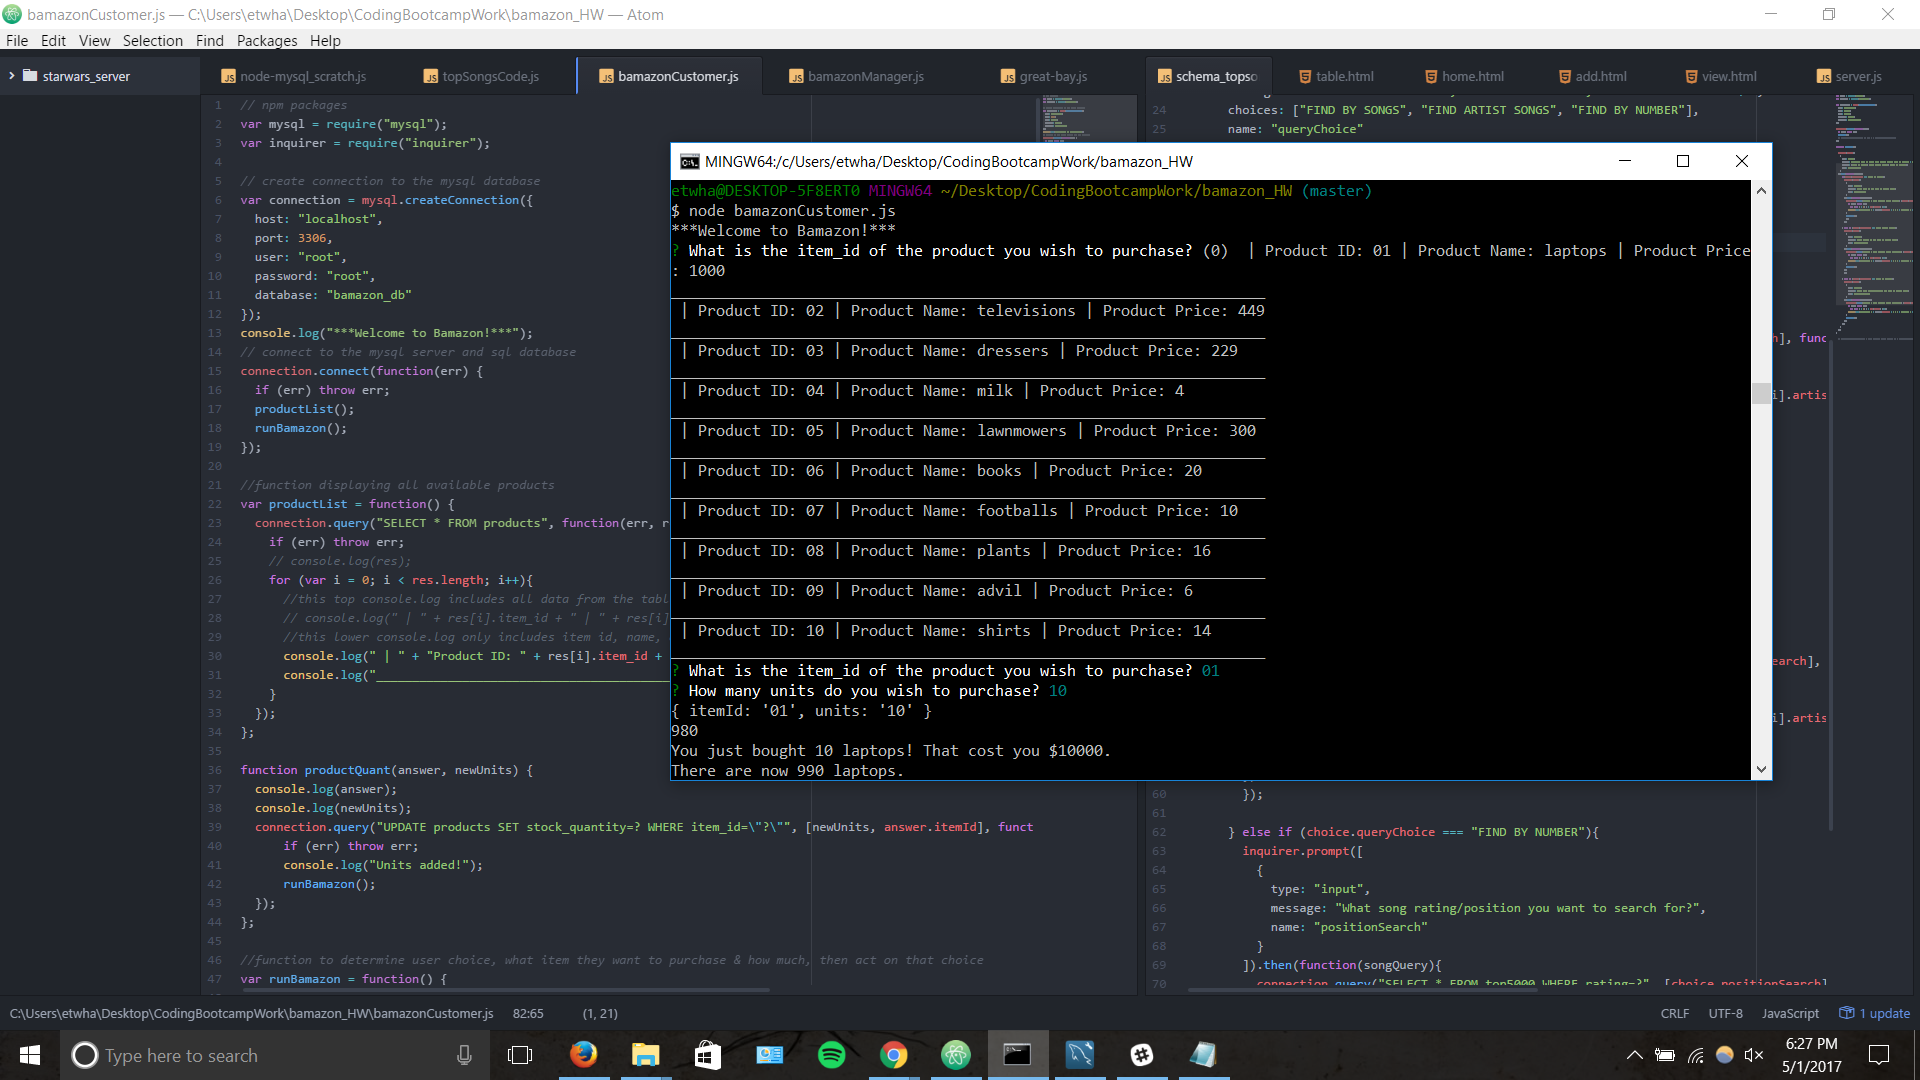 bamazonCustomer.js — C:\Users\etwha\Desktop\CodingBootcampWork\bamazon_HW — Atom
File Edit View Selection Find Packages Help
starwars_server
node-mysql_scratch.js topSongsCode.js bamazonCustomer.js bamazonManager.js great-bay.js
1 // npm packages
2 var mysql = require("mysql");
3 var inquirer = require("inquirer");
4
5 // create connection to the mysql database
6 var connection = mysql.createConnection({
7 host: "localhost",
8 port: 3306,
9 user: "root",
10 password: "root",
11 database: "bamazon_db"
12 });
13 console.log("***Welcome to Bamazon!***");
14 // connect to the mysql server and sql database
15 connection.connect(function(err) {
16 if (err) throw err;
17 productList();
18 runBamazon();
19 });
20
21 //function displaying all available products
22 var productList = function() {
23 connection.query("SELECT * FROM products", function(err, r
24 if (err) throw err;
25 // console.log(res);
26 for (var i = 0; i < res.length; i++){
27 //this top console.log includes all data from the tabl
28 // console.log(" | " + res[i].item_id + " | " + res[i]
29 //this lower console.log only includes item id, name,
30 console.log(" | " + "Product ID: " + res[i].item_id +
31 console.log("__________________________________________
32 }
33 });
34 };
35
36 function productQuant(answer, newUnits) {
37 console.log(answer);
38 console.log(newUnits);
39 connection.query("UPDATE products SET stock_quantity=? WHERE item_id=\"?\"", [newUnits, answer.itemId], funct
40 if (err) throw err;
41 console.log("Units added!");
42 runBamazon();
43 });
44 };
45
46 //function to determine user choice, what item they want to purchase & how much, then act on that choice
47 var runBamazon = function() {
schema_topso table.html home.html add.html view.html server.js
24 choices: ["FIND BY SONGS", "FIND ARTIST SONGS", "FIND BY NUMBER"],
25 name: "queryChoice"
], func
i].artis
earch],
i].artis
60 });
61
62 } else if (choice.queryChoice === "FIND BY NUMBER"){
63 inquirer.prompt([
64 {
65 type: "input",
66 message: "What song rating/position you want to search for?",
67 name: "positionSearch"
68 }
69 ]).then(function(songQuery){
70 connection.query("SELECT * FROM top5000 WHERE rating=?", [choice.positionSearch]
MINGW64:/c/Users/etwha/Desktop/CodingBootcampWork/bamazon_HW
etwha@DESKTOP-5F8ERT0 MINGW64 ~/Desktop/CodingBootcampWork/bamazon_HW (master)
$ node bamazonCustomer.js
***Welcome to Bamazon!***
? What is the item_id of the product you wish to purchase? (0) | Product ID: 01 | Product Name: laptops | Product Price
: 1000
__________________________________________________________________
| Product ID: 02 | Product Name: televisions | Product Price: 449
__________________________________________________________________
| Product ID: 03 | Product Name: dressers | Product Price: 229
__________________________________________________________________
| Product ID: 04 | Product Name: milk | Product Price: 4
__________________________________________________________________
| Product ID: 05 | Product Name: lawnmowers | Product Price: 300
__________________________________________________________________
| Product ID: 06 | Product Name: books | Product Price: 20
__________________________________________________________________
| Product ID: 07 | Product Name: footballs | Product Price: 10
__________________________________________________________________
| Product ID: 08 | Product Name: plants | Product Price: 16
__________________________________________________________________
| Product ID: 09 | Product Name: advil | Product Price: 6
__________________________________________________________________
| Product ID: 10 | Product Name: shirts | Product Price: 14
__________________________________________________________________
? What is the item_id of the product you wish to purchase? 01
? How many units do you wish to purchase? 10
{ itemId: '01', units: '10' }
980
You just bought 10 laptops! That cost you $10000.
There are now 990 laptops.
C:\Users\etwha\Desktop\CodingBootcampWork\bamazon_HW\bamazonCustomer.js 82:65 (1, 21) CRLF UTF-8 JavaScript 1 update
Type here to search
6:27 PM
5/1/2017